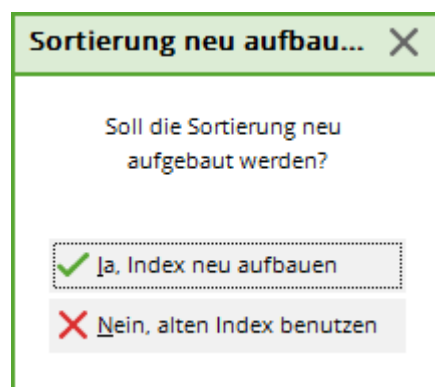 Sortierung neu aufbau...
Soll die Sortierung neu
aufgebaut werden?
Ja, Index neu aufbauen
Nein, alten Index benutzen